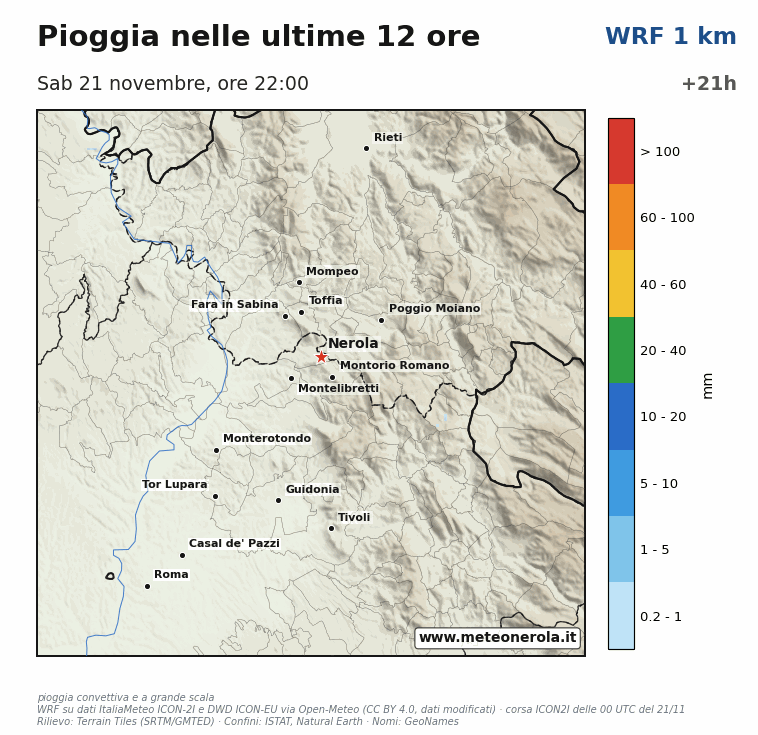 Pioggia nelle ultime 12 ore
WRF 1 km
Sab 21 novembre, ore 22:00
+21h
Rieti
Mompeo
Toffia
Fara in Sabina
Poggio Moiano
Nerola
Montorio Romano
Montelibretti
Monterotondo
Tor Lupara
Guidonia
Tivoli
Casal de' Pazzi
Roma
www.meteonerola.it
> 100
60 - 100
40 - 60
20 - 40
10 - 20
5 - 10
1 - 5
0.2 - 1
mm
pioggia convettiva e a grande scala
WRF su dati ItaliaMeteo ICON-2I e DWD ICON-EU via Open-Meteo (CC BY 4.0, dati modificati) · corsa ICON2I delle 00 UTC del 21/11
Rilievo: Terrain Tiles (SRTM/GMTED) · Confini: ISTAT, Natural Earth · Nomi: GeoNames